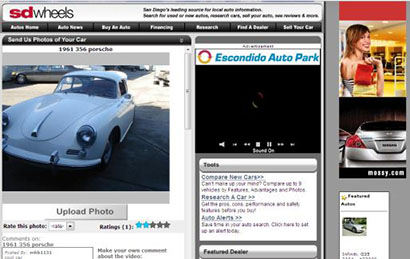 sdwheels
San Diego's leading source for local auto information.
Search for used or new autos, research cars, sell your auto, see reviews & more.
Autos Home
Auto News
Buy An Auto
Financing
Research
Find A Dealer
Sell Your Car
Send Us Photos of Your Car
1961 356 porsche
Upload Photo
Rate this photo:
Ratings (1):
Comments on:
1961 356 porsche
Posted By:
Make your own comment
about the video:
Advertisement
Escondido Auto Park
Sound On
Tools
Compare New Cars>>
Can't make up your mind? Compare up to 9
vehicles by Features, Advantages and Photos
Research A Car >>
Get the pros, cons, performance and safety
features before you buy!
Auto Alerts >>
Save time in your auto search. Click here to
set up an alert today.
Featured Dealer
mossy.com
Featured
Autos